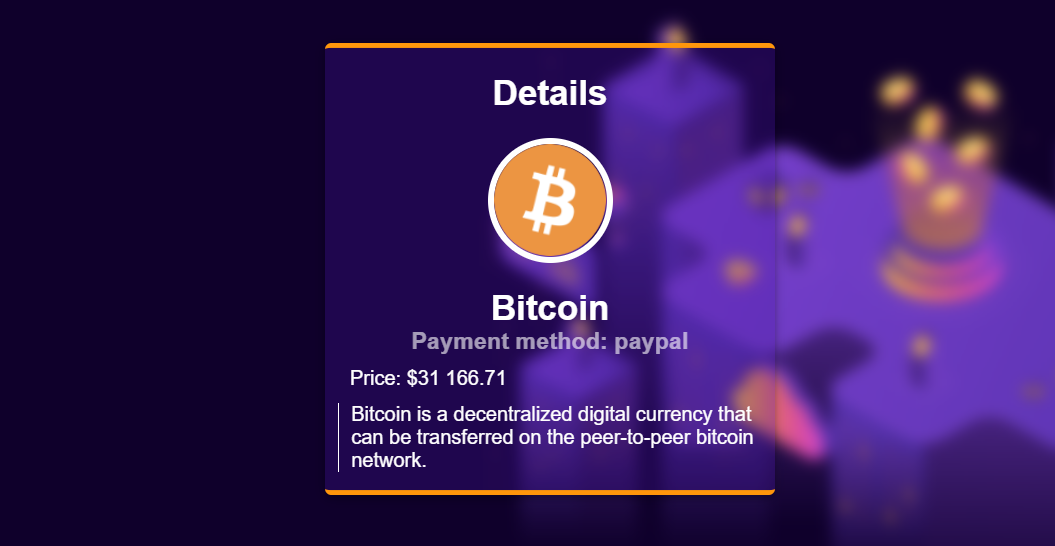 Details
Bitcoin
Payment method: paypal
Price: $31 166.71
Bitcoin is a decentralized digital currency that
can be transferred on the peer-to-peer bitcoin
network.